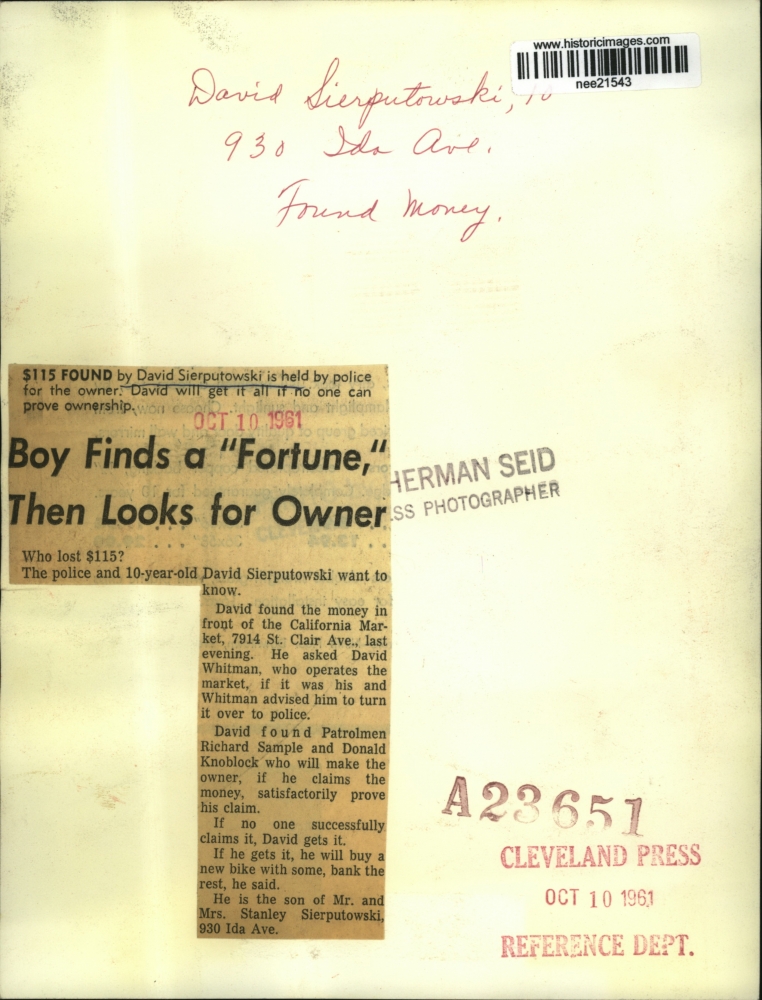 www.historicimages.com
nee21543
David Sierputowski, 10
930 Ida Ave.
Found Money.
$115 FOUND by David Sierputowski is held by police
for the owner. David will get it all if no one can
prove ownership.
OCT 10 1961
Boy Finds a "Fortune,"
Then Looks for Owner
HERMAN SEID
SS PHOTOGRAPHER
Who lost $115?
The police and 10-year-old David Sierputowski want to
know.
David found the money in
front of the California Mar-
ket, 7914 St. Clair Ave., last
evening. He asked David
Whitman, who operates the
market, if it was his and
Whitman advised him to turn
it over to police.
David found Patrolmen
Richard Sample and Donald
Knoblock who will make the
owner, if he claims the
money, satisfactorily prove
his claim.
If no one successfully
claims it, David gets it.
If he gets it, he will buy a
new bike with some, bank the
rest, he said.
He is the son of Mr. and
Mrs. Stanley Sierputowski,
930 Ida Ave.
A23651
CLEVELAND PRESS
OCT 10 1961
REFERENCE DEPT.